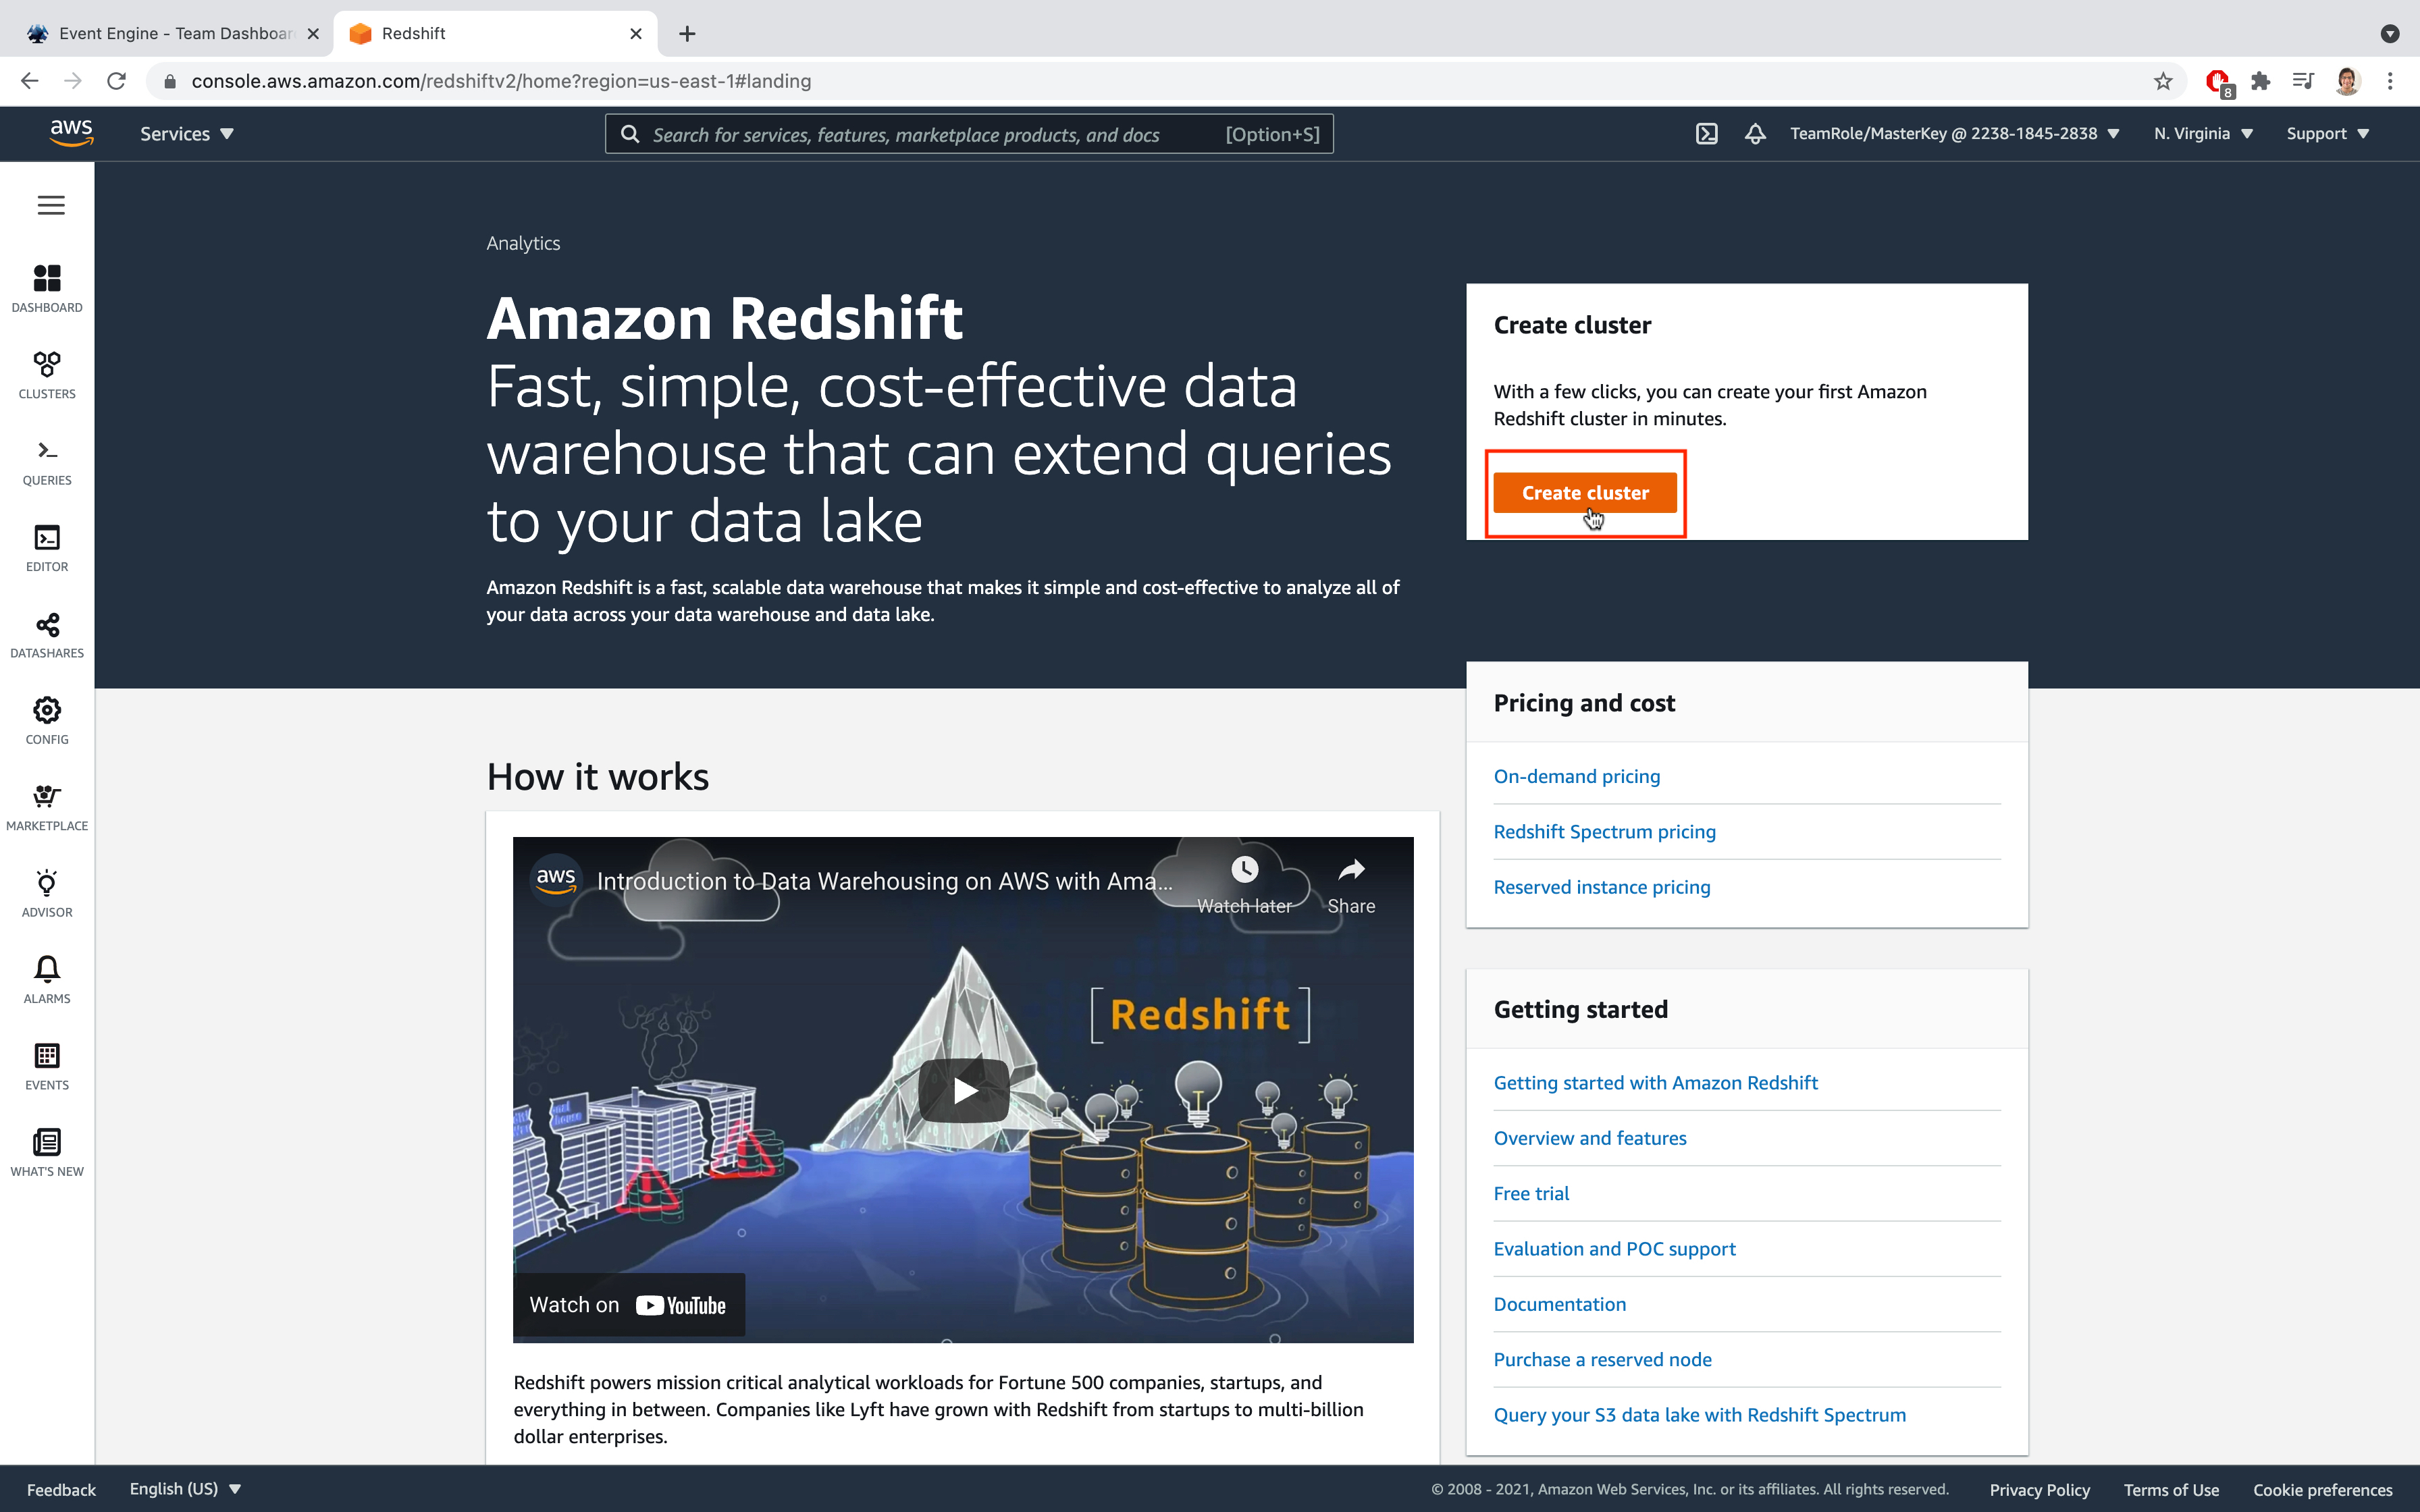 Event Engine - Team Dashboar
Redshift
console.aws.amazon.com/redshiftv2/home?region=us-east-1#landing
8
aws
Services
Search for services, features, marketplace products, and docs
[Option+S]
TeamRole/MasterKey @ 2238-1845-2838
N. Virginia
Support
DASHBOARD
CLUSTERS
QUERIES
EDITOR
DATASHARES
CONFIG
MARKETPLACE
ADVISOR
ALARMS
EVENTS
WHAT'S NEW
Analytics
Amazon Redshift
Fast, simple, cost-effective data
warehouse that can extend queries
to your data lake
Amazon Redshift is a fast, scalable data warehouse that makes it simple and cost-effective to analyze all of
your data across your data warehouse and data lake.
Create cluster
With a few clicks, you can create your first Amazon
Redshift cluster in minutes.
Create cluster
How it works
aws
Introduction to Data Warehousing on AWS with Ama...
Watch later
Share
[Redshift]
Watch on YouTube
Redshift powers mission critical analytical workloads for Fortune 500 companies, startups, and
everything in between. Companies like Lyft have grown with Redshift from startups to multi-billion
dollar enterprises.
Pricing and cost
On-demand pricing
Redshift Spectrum pricing
Reserved instance pricing
Getting started
Getting started with Amazon Redshift
Overview and features
Free trial
Evaluation and POC support
Documentation
Purchase a reserved node
Query your S3 data lake with Redshift Spectrum
Feedback
English (US)
© 2008 - 2021, Amazon Web Services, Inc. or its affiliates. All rights reserved.
Privacy Policy
Terms of Use
Cookie preferences